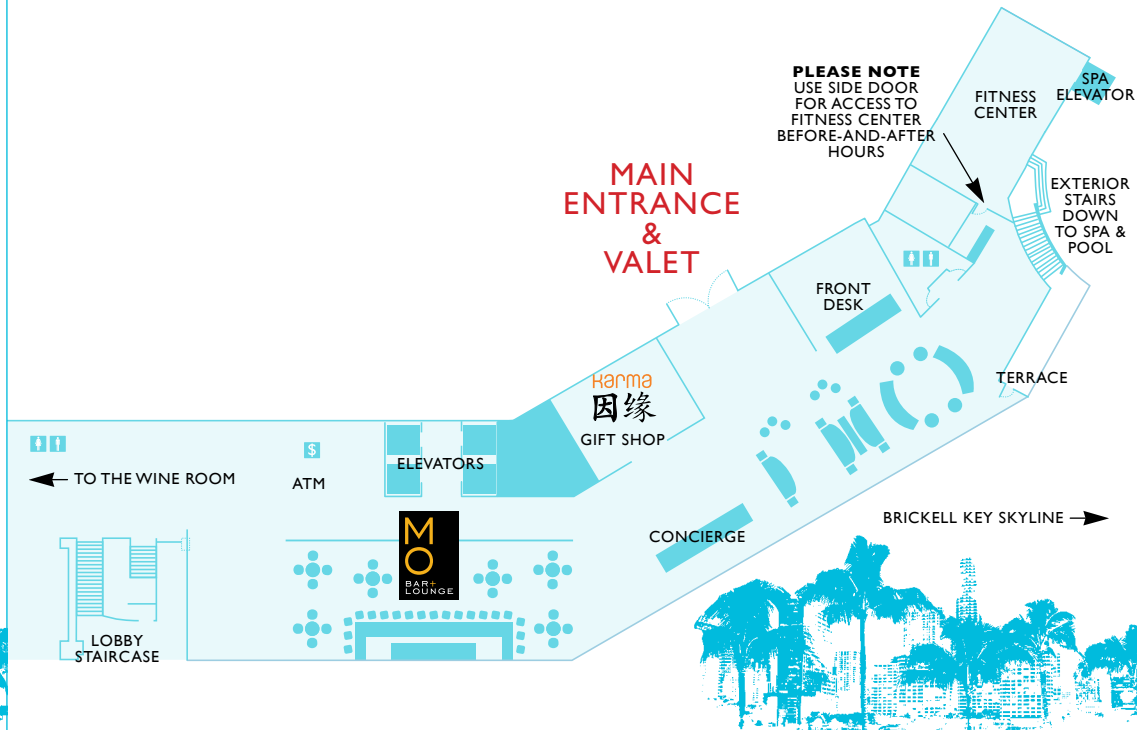 PLEASE NOTE
USE SIDE DOOR
FOR ACCESS TO
FITNESS CENTER
BEFORE-AND-AFTER
HOURS
FITNESS
CENTER
SPA
ELEVATOR
MAIN
ENTRANCE
&
VALET
EXTERIOR
STAIRS
DOWN
TO SPA &
POOL
FRONT
DESK
TERRACE
Karma
因缘
GIFT SHOP
$
ELEVATORS
TO THE WINE ROOM
ATM
MO
BAR+
LOUNGE
CONCIERGE
BRICKELL KEY SKYLINE
LOBBY
STAIRCASE